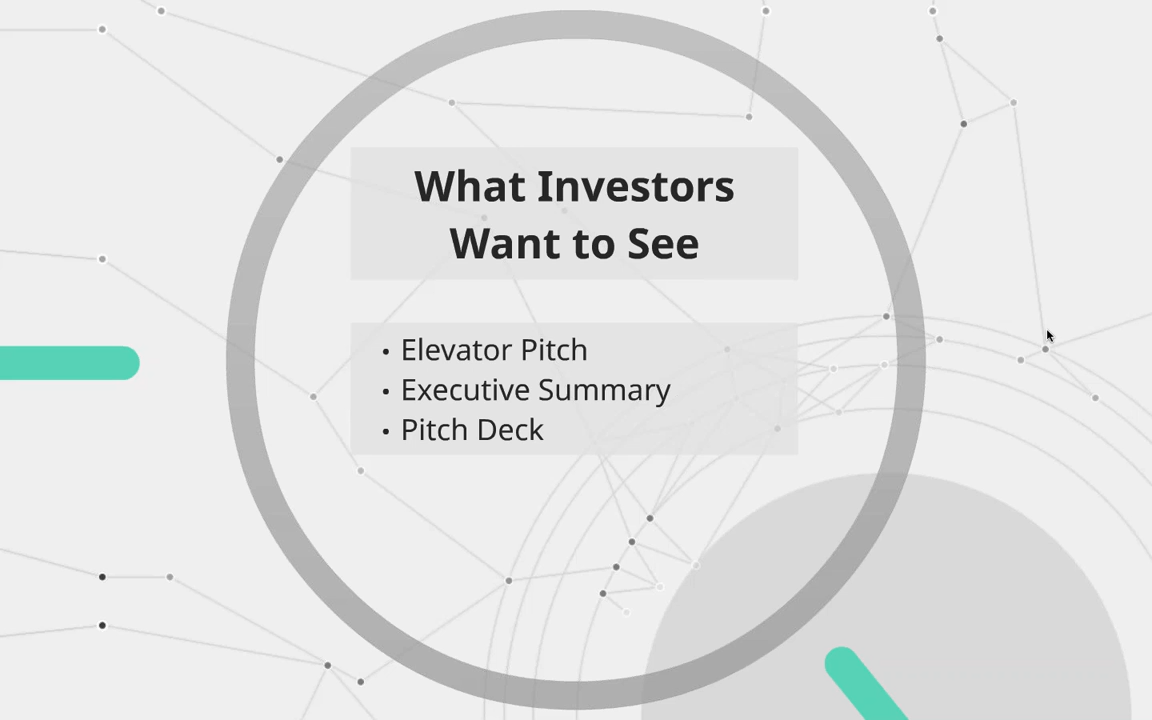 What Investors
Want to See
• Elevator Pitch
• Executive Summary
• Pitch Deck